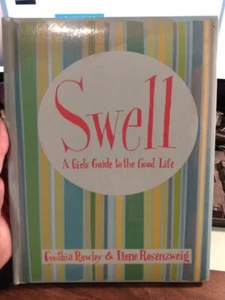 Swell
A Girl's Guide to the Good Life
Cynthia Rowley & Ilene Rosenzweig